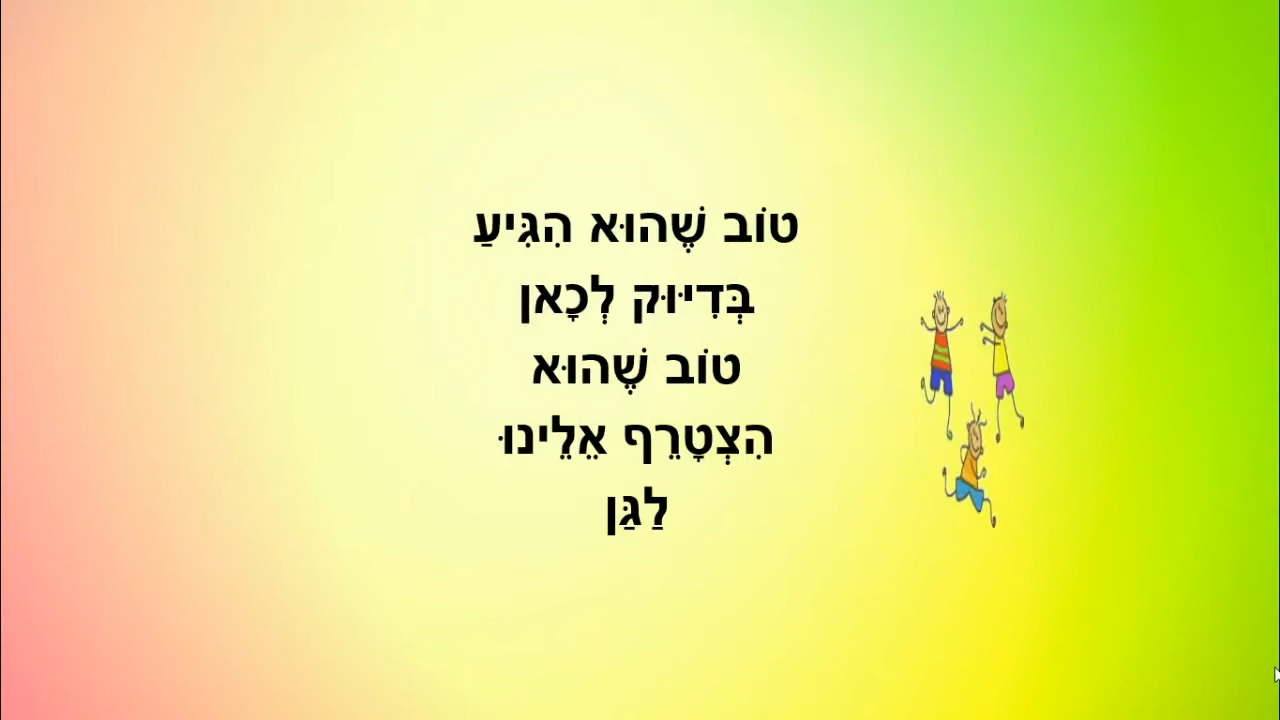 טוֹב שֶׁהוּא הִגִּיעַ
בְּדִיּוּק לְכָאן
טוֹב שֶׁהוּא
הִצְטָרֵף אֵלֵינוּ
לַגַּן